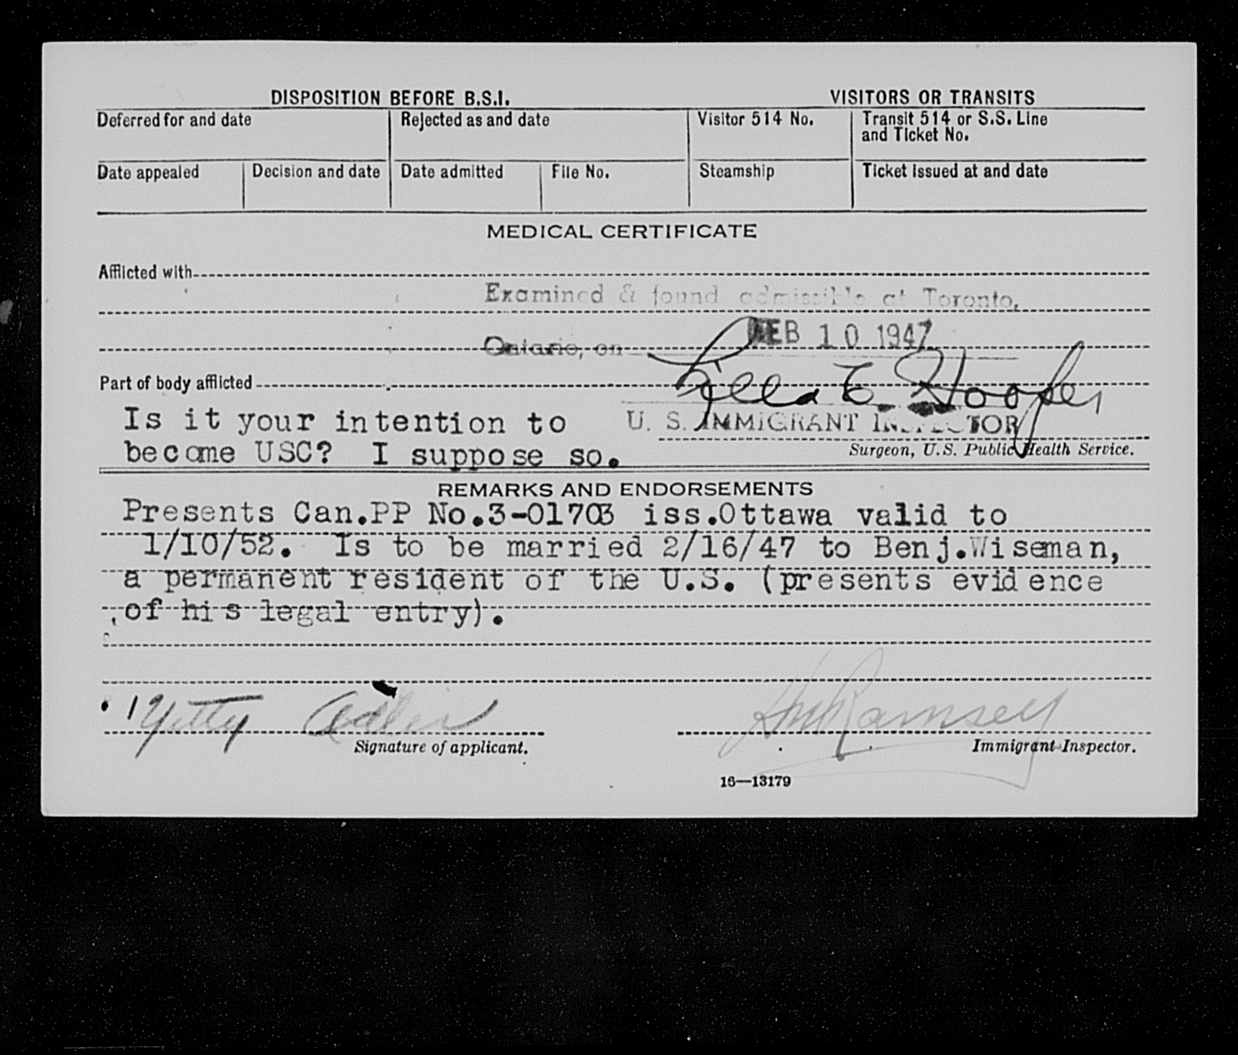 DISPOSITION BEFORE B.S.I. VISITORS OR TRANSITS
Deferred for and date Rejected as and date Visitor 514 No. Transit 514 or S.S. Line
and Ticket No.
Date appealed Decision and date Date admitted File No. Steamship Ticket issued at and date
MEDICAL CERTIFICATE
Afflicted with
Examined & found admissible at Toronto,
Ontario, on FEB 10 1947
Part of body afflicted Lilla E. Hooper
Is it your intention to U. S. IMMIGRANT INSPECTOR
become USC? I suppose so. Surgeon, U.S. Public Health Service.
REMARKS AND ENDORSEMENTS
Presents Can.PP No.3-01703 iss.Ottawa valid to
1/10/52. Is to be married 2/16/47 to Benj.Wiseman,
a permanent resident of the U.S. (presents evidence
of his legal entry).
Yetty Adler Ramsey
Signature of applicant. Immigrant Inspector.
16—13179